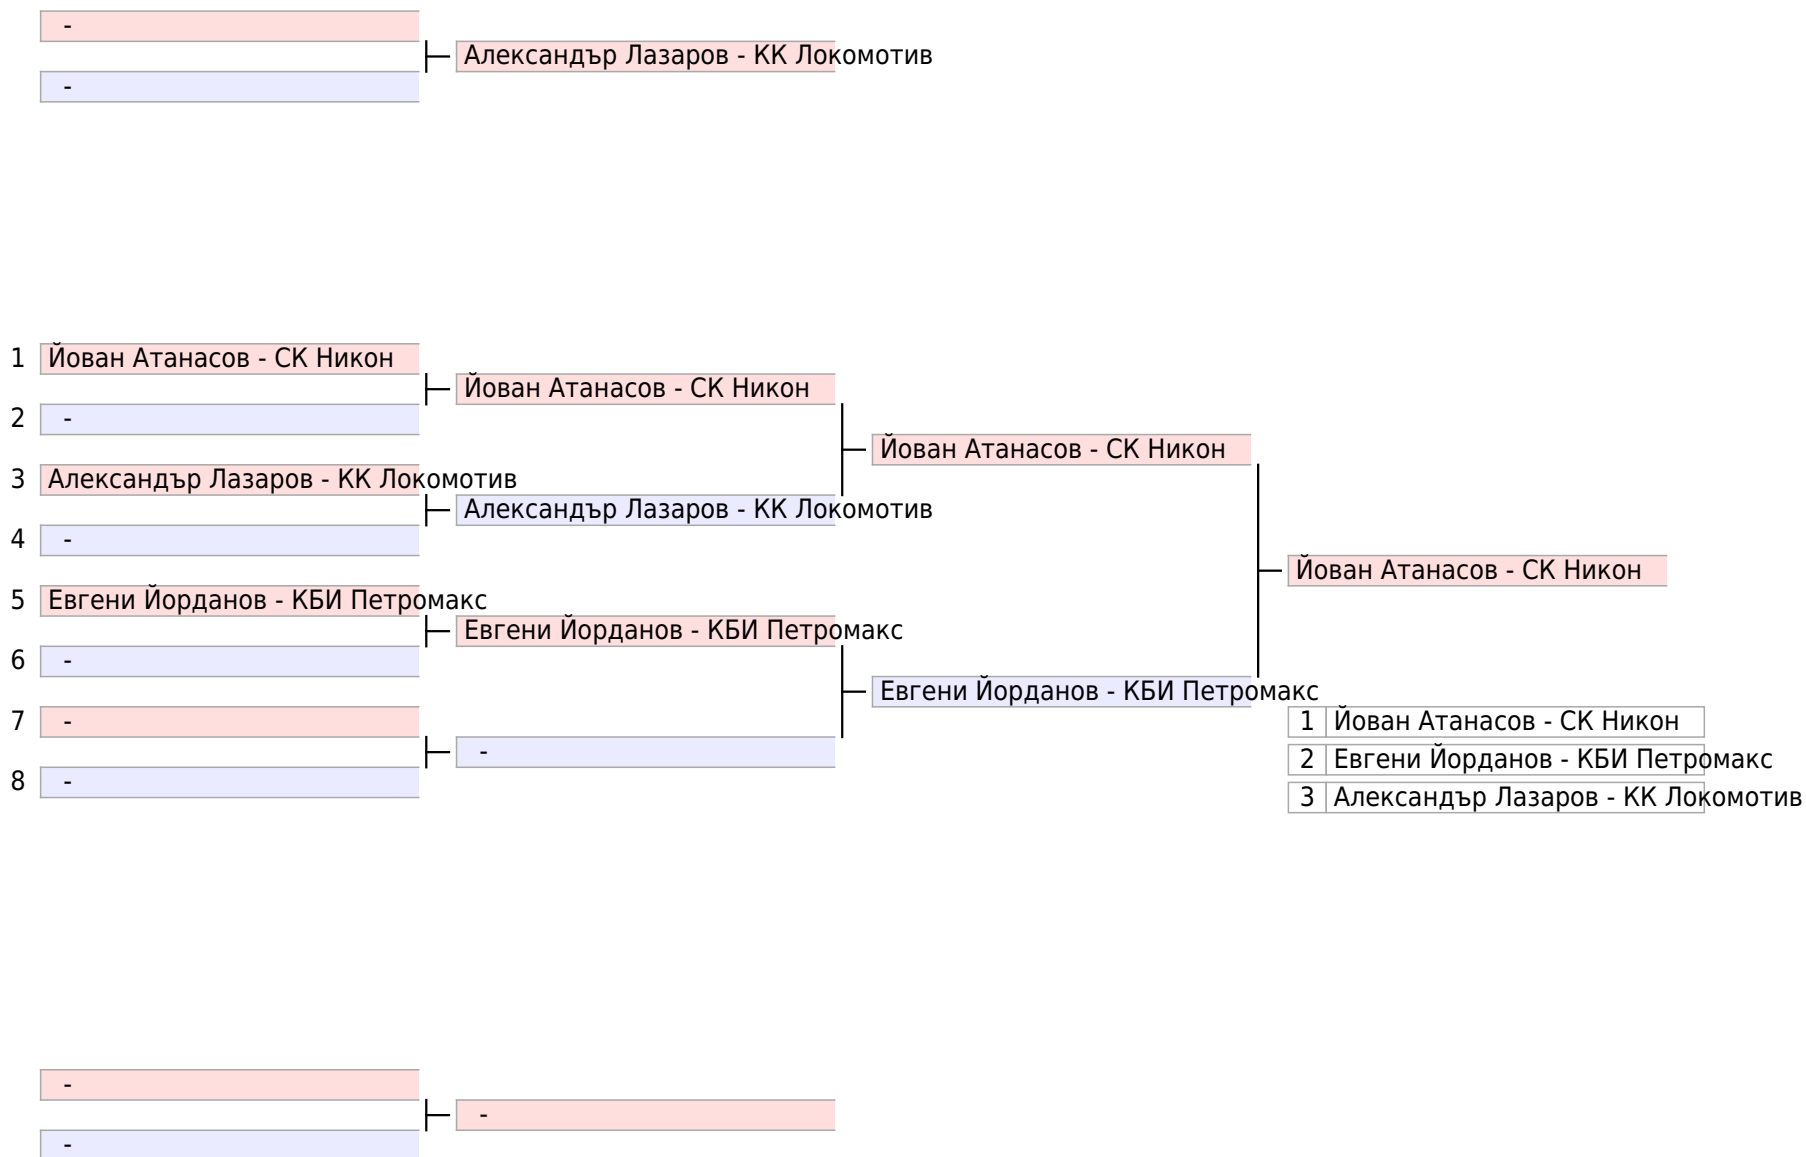 -
Александър Лазаров - КК Локомотив
-
1 Йован Атанасов - СК Никон
Йован Атанасов - СК Никон
2 -
Йован Атанасов - СК Никон
3 Александър Лазаров - КК Локомотив
Александър Лазаров - КК Локомотив
4 -
Йован Атанасов - СК Никон
5 Евгени Йорданов - КБИ Петромакс
Евгени Йорданов - КБИ Петромакс
6 -
Евгени Йорданов - КБИ Петромакс
7 -
1 Йован Атанасов - СК Никон
-
2 Евгени Йорданов - КБИ Петромакс
8 -
3 Александър Лазаров - КК Локомотив
-
-
-